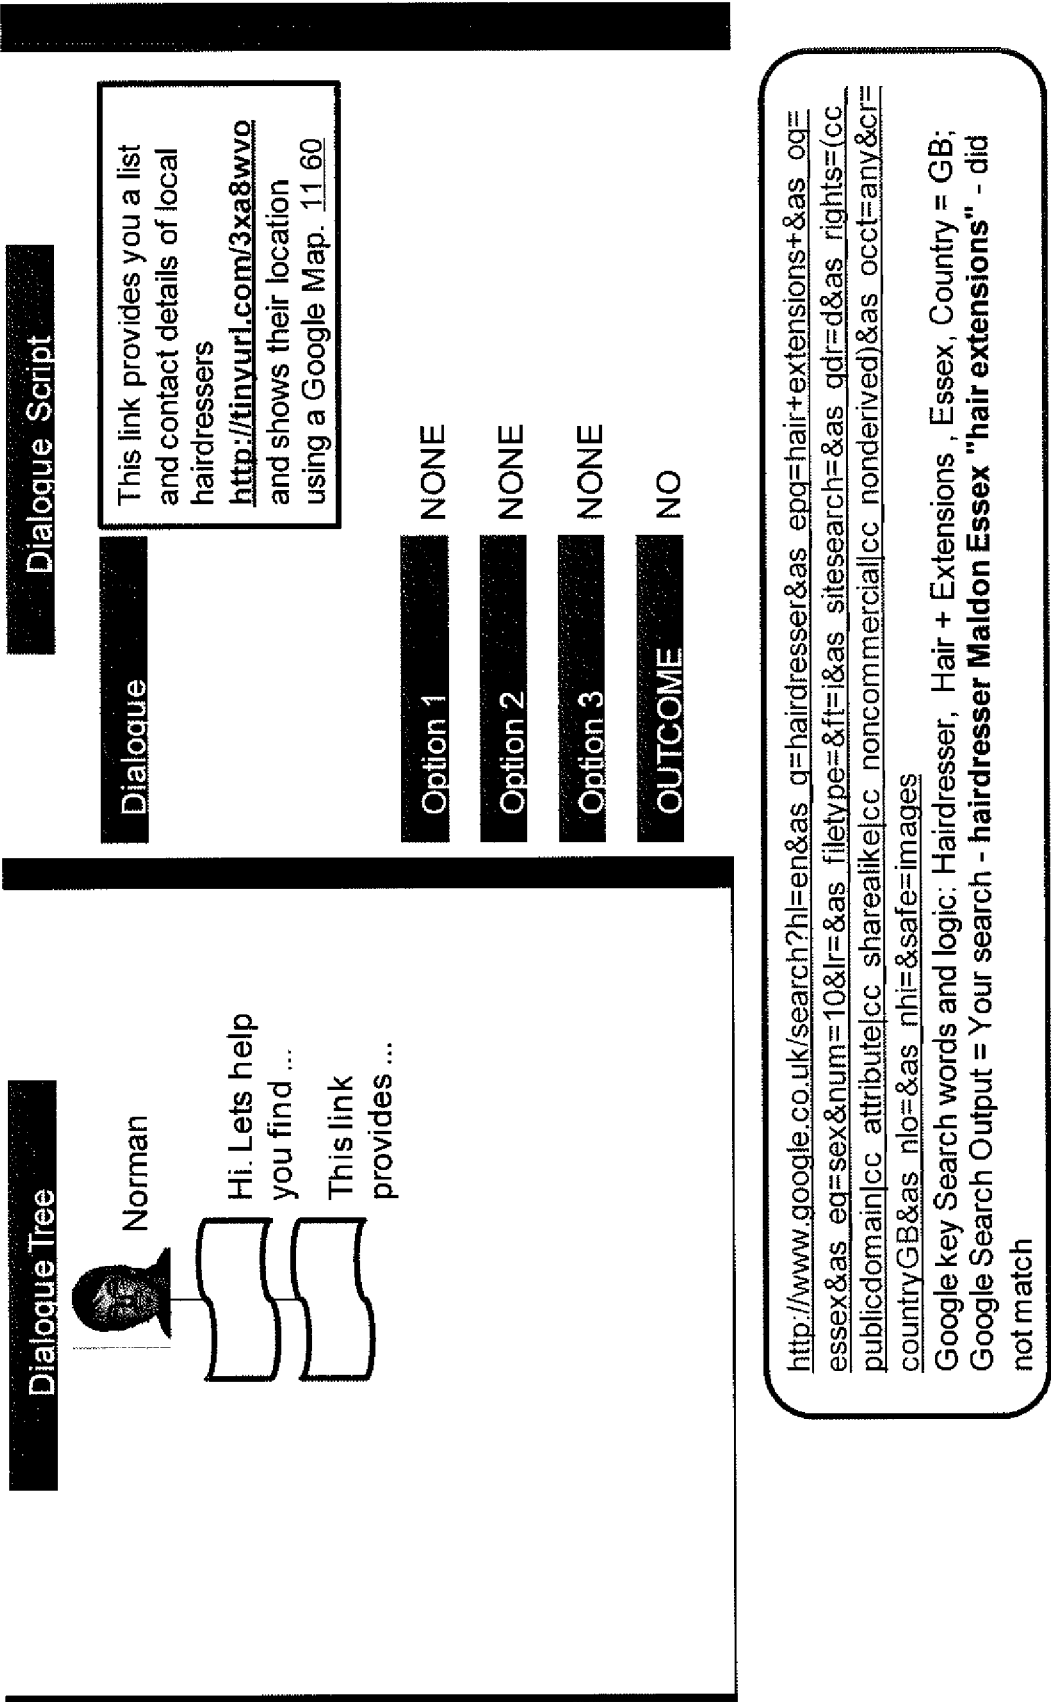 Dialogue Tree
Norman
Hi. Lets help
you find ...
This link
provides ...
Dialogue Script
Dialogue
This link provides you a list
and contact details of local
hairdressers
http://tinyurl.com/3xa8wvo
and shows their location
using a Google Map. 11 60
Option 1 NONE
Option 2 NONE
Option 3 NONE
OUTCOME NO
http://www.google.co.uk/search?hl=en&as_q=hairdresser&as_epq=hair+extensions+&as_oq=
essex&as_eq=sex&num=10&lr=&as_filetype=&ft=i&as_sitesearch=&as_qdr=d&as_rights=(cc_
publicdomain|cc_attribute|cc_sharealike|cc_noncommercial|cc_nonderived)&as_occt=any&cr=
countryGB&as_nlo=&as_nhi=&safe=images
Google key Search words and logic: Hairdresser, Hair + Extensions , Essex, Country = GB;
Google Search Output = Your search - hairdresser Maldon Essex "hair extensions" - did
not match